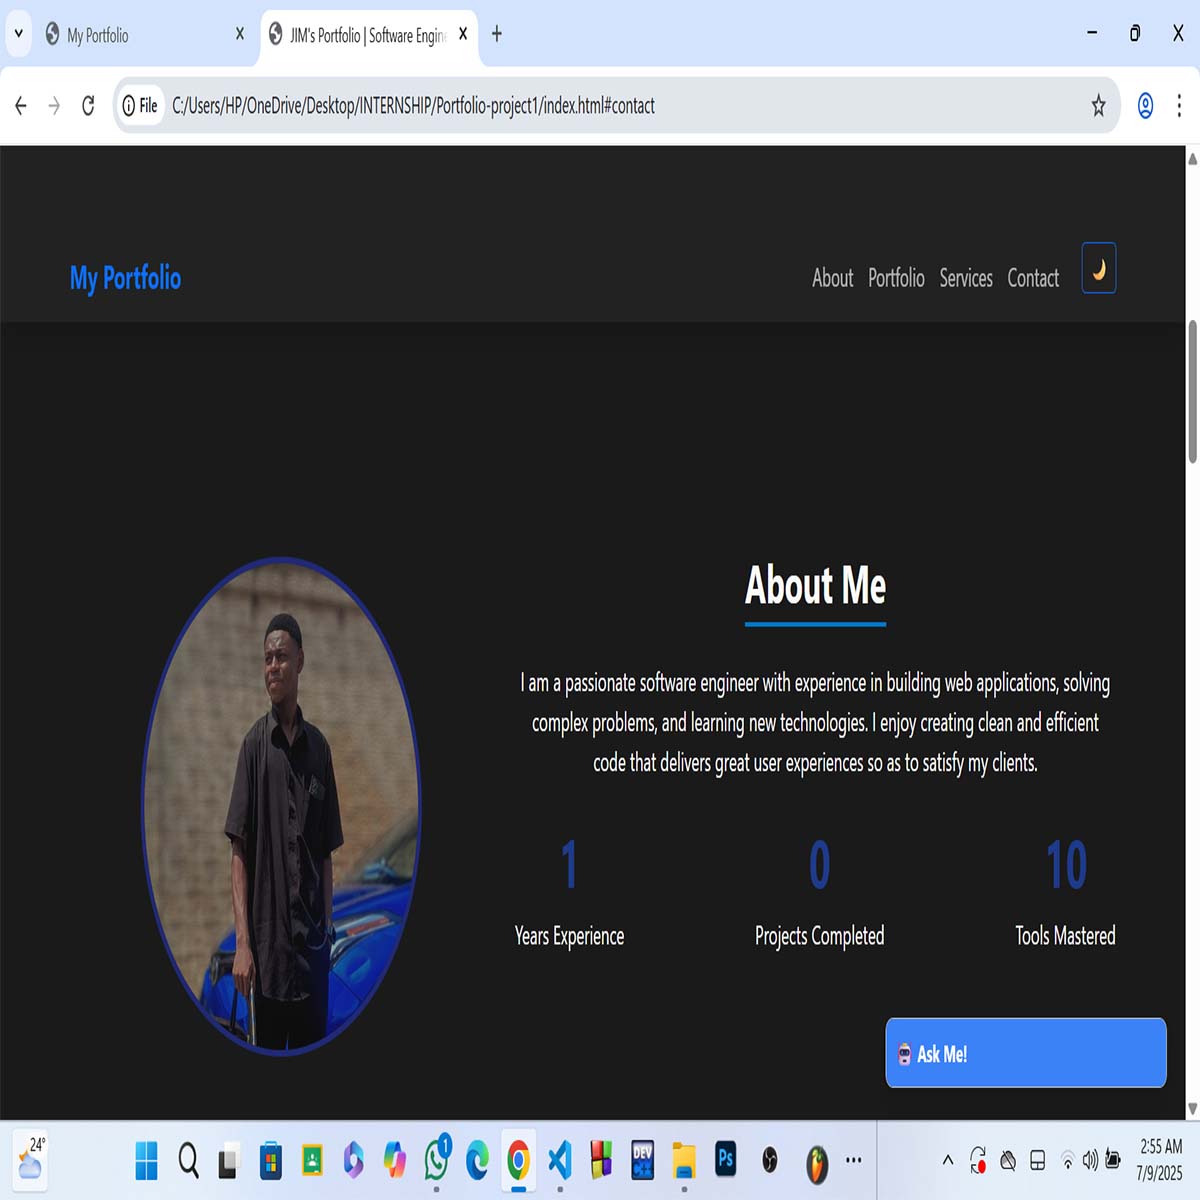 My Portfolio
JIM's Portfolio | Software Engine
File
C:/Users/HP/OneDrive/Desktop/INTERNSHIP/Portfolio-project1/index.html#contact
My Portfolio
About Portfolio Services Contact
About Me
I am a passionate software engineer with experience in building web applications, solving
complex problems, and learning new technologies. I enjoy creating clean and efficient
code that delivers great user experiences so as to satisfy my clients.
1
Years Experience
0
Projects Completed
10
Tools Mastered
Ask Me!
24°
1
DEV
Ps
2:55 AM
7/9/2025